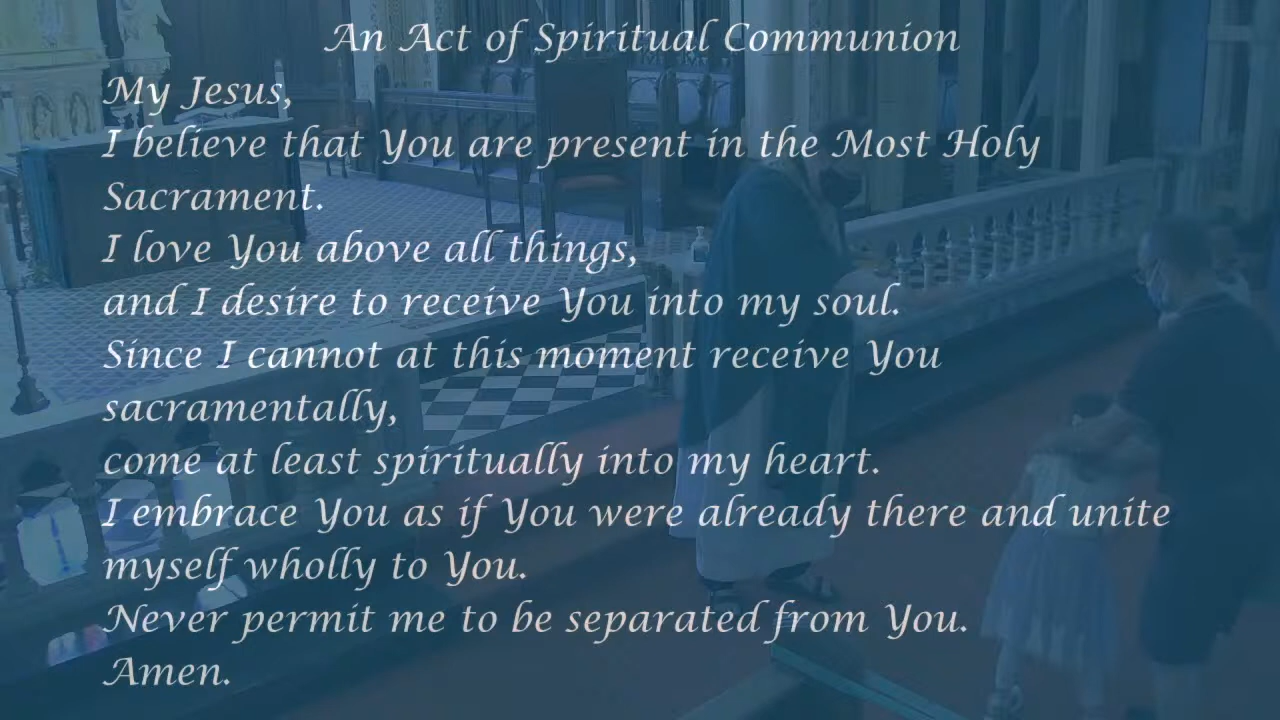 An Act of Spiritual Communion
My Jesus,
I believe that You are present in the Most Holy
Sacrament.
I love You above all things,
and I desire to receive You into my soul.
Since I cannot at this moment receive You
sacramentally,
come at least spiritually into my heart.
I embrace You as if You were already there and unite
myself wholly to You.
Never permit me to be separated from You.
Amen.